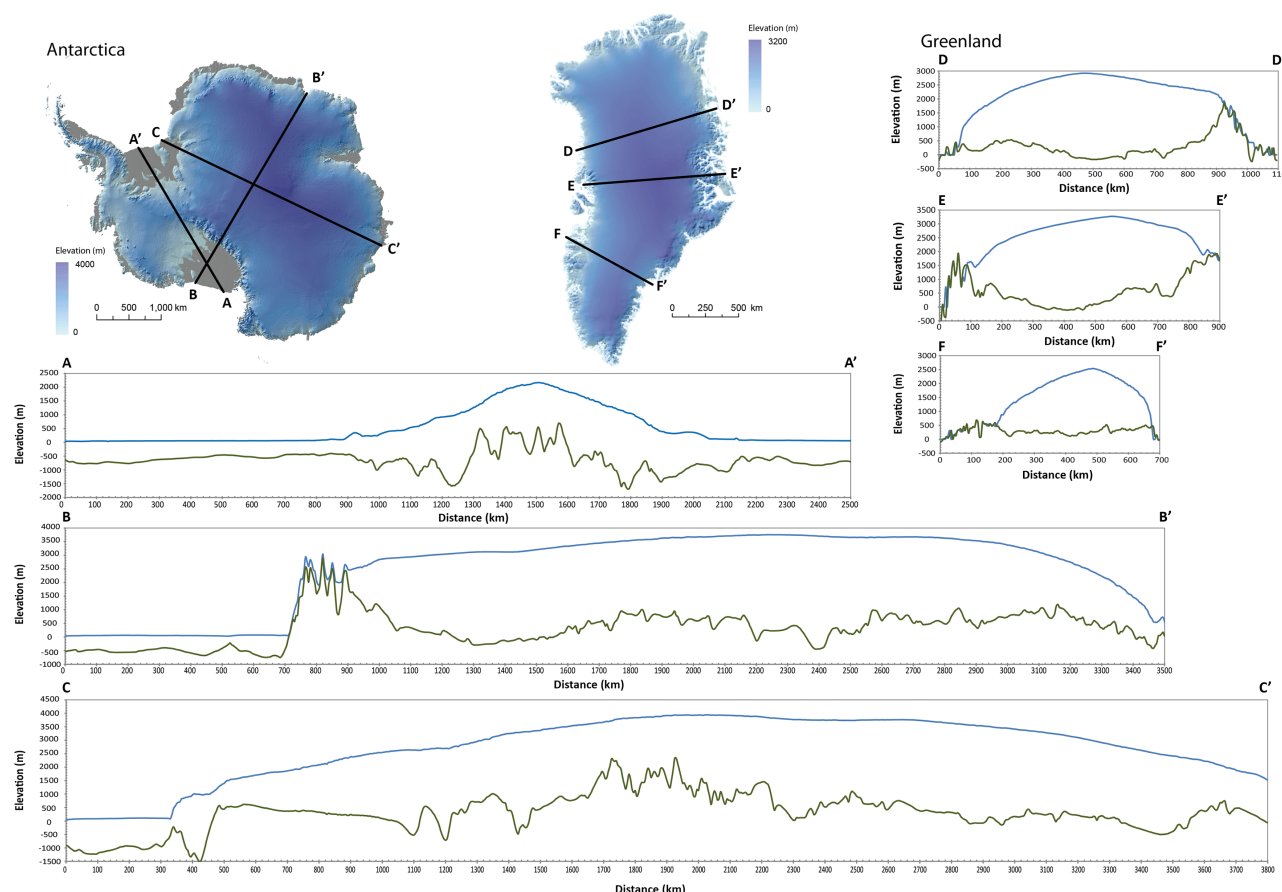 Antarctica
B'
C
A'
C'
B
A
Elevation (m)
4000
0
0 500 1,000 km
Elevation (m)
3200
0
D'
D
E
E'
F
F'
0 250 500 km
Greenland
D D
Elevation (m)
3000
2500
2000
1500
1000
500
0
-500
0 100 200 300 400 500 600 700 800 900 1000 11
Distance (km)
E E'
Elevation (m)
3500
3000
2500
2000
1500
1000
500
0
-500
0 100 200 300 400 500 600 700 800 900
Distance (km)
F F'
Elevation (m)
3000
2500
2000
1500
1000
500
0
-500
0 100 200 300 400 500 600 700
Distance (km)
A A'
Elevation (m)
2500
2000
1500
1000
500
0
-500
-1000
-1500
-2000
0 100 200 300 400 500 600 700 800 900 1000 1100 1200 1300 1400 1500 1600 1700 1800 1900 2000 2100 2200 2300 2400 2500
Distance (km)
B B'
Elevation (m)
4000
3500
3000
2500
2000
1500
1000
500
0
-500
-1000
0 100 200 300 400 500 600 700 800 900 1000 1100 1200 1300 1400 1500 1600 1700 1800 1900 2000 2100 2200 2300 2400 2500 2600 2700 2800 2900 3000 3100 3200 3300 3400 3500
Distance (km)
C C'
Elevation (m)
4500
4000
3500
3000
2500
2000
1500
1000
500
0
-500
-1000
-1500
0 100 200 300 400 500 600 700 800 900 1000 1100 1200 1300 1400 1500 1600 1700 1800 1900 2000 2100 2200 2300 2400 2500 2600 2700 2800 2900 3000 3100 3200 3300 3400 3500 3600 3700 3800
Distance (km)